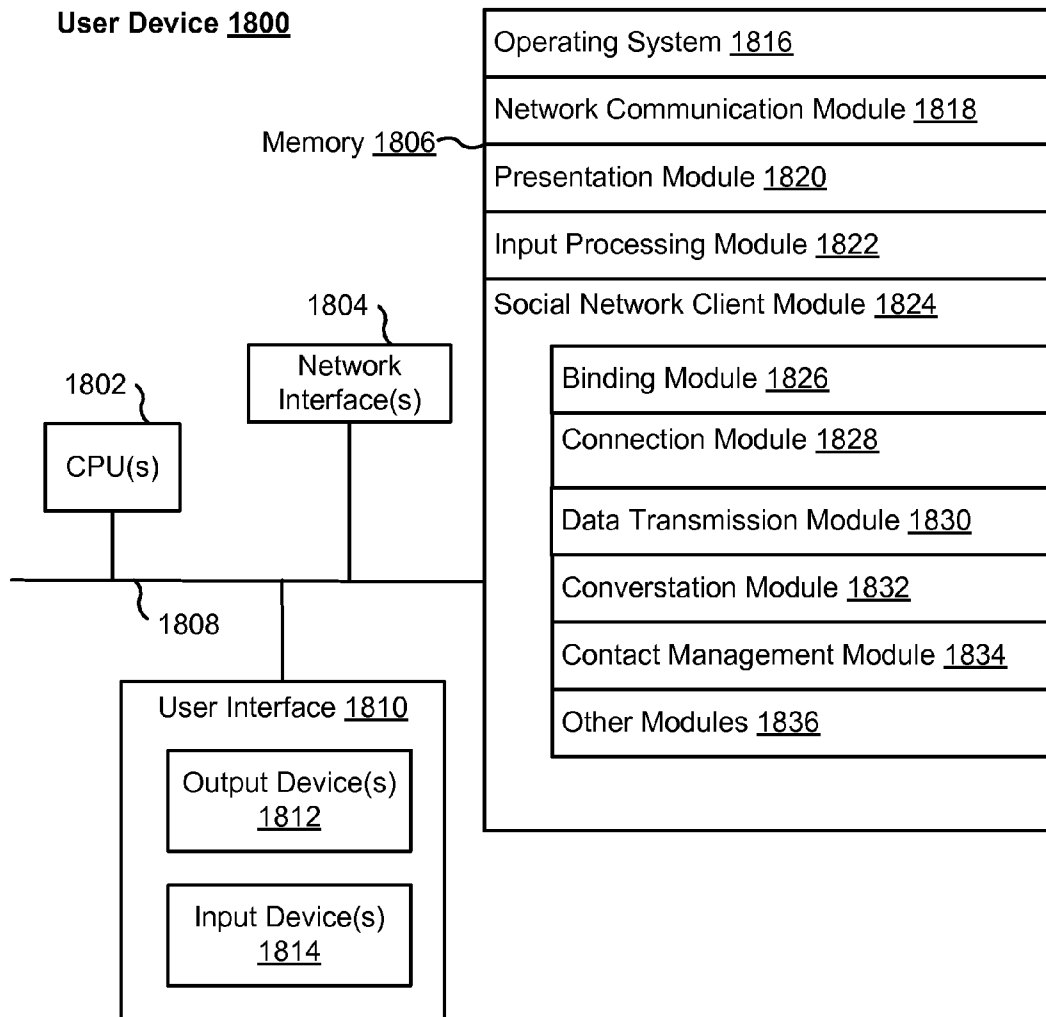 User Device 1800
Operating System 1816
Network Communication Module 1818
Memory 1806
Presentation Module 1820
Input Processing Module 1822
Social Network Client Module 1824
1804
Network
Interface(s)
Binding Module 1826
1802
CPU(s)
Connection Module 1828
Data Transmission Module 1830
Converstation Module 1832
1808
Contact Management Module 1834
User Interface 1810
Other Modules 1836
Output Device(s)
1812
Input Device(s)
1814